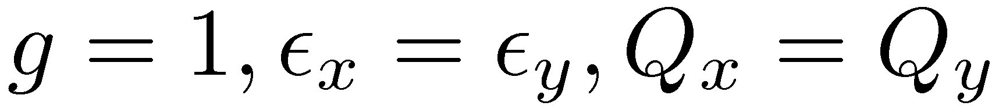 g = 1, ϵ_x = ϵ_y, Q_x = Q_y